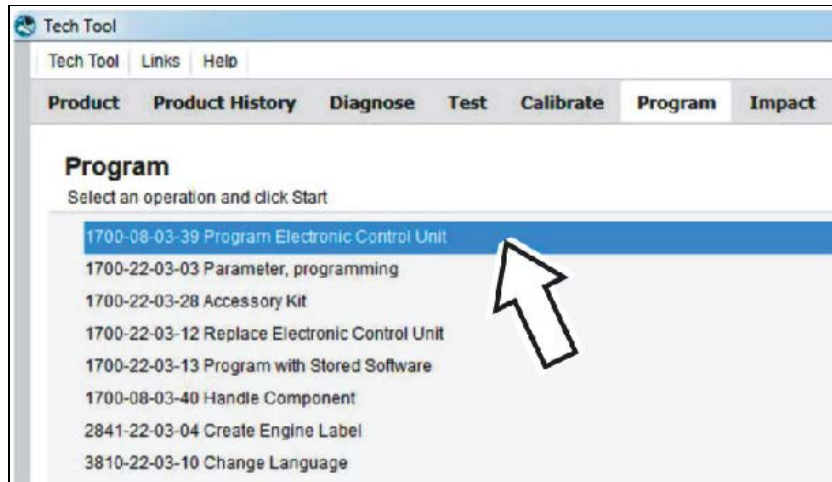 Tech Tool
Tech Tool Links Help
Product Product History Diagnose Test Calibrate Program Impact
Program
Select an operation and click Start
1700-08-03-39 Program Electronic Control Unit
1700-22-03-03 Parameter, programming
1700-22-03-28 Accessory Kit
1700-22-03-12 Replace Electronic Control Unit
1700-22-03-13 Program with Stored Software
1700-08-03-40 Handle Component
2841-22-03-04 Create Engine Label
3810-22-03-10 Change Language